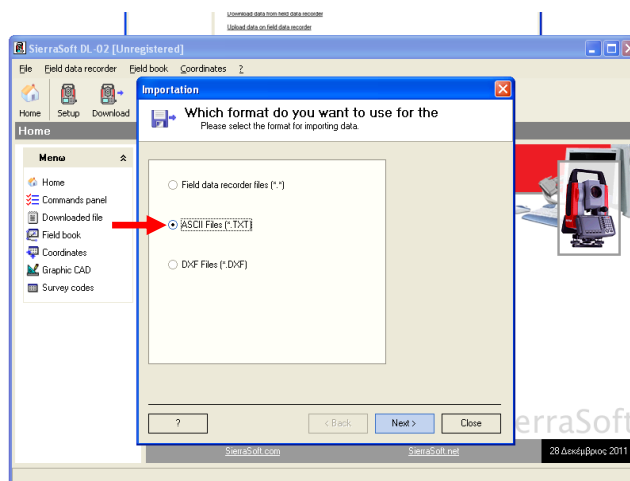 Download data from field data recorder
Upload data on field data recorder
SierraSoft DL-02 [Unregistered]
File Field data recorder Field book Coordinates ?
Home Setup Download
Home
Menω
Home
Commands panel
Downloaded file
Field book
Coordinates
Graphic CAD
Survey codes
Importation
Which format do you want to use for the
Please select the format for importing data.
Field data recorder files (*.*)
ASCII Files (*.TXT)
DXF Files (*.DXF)
? < Back Next > Close
erraSoft
SierraSoft.com SierraSoft.net 28 Δεκέμβριος 2011